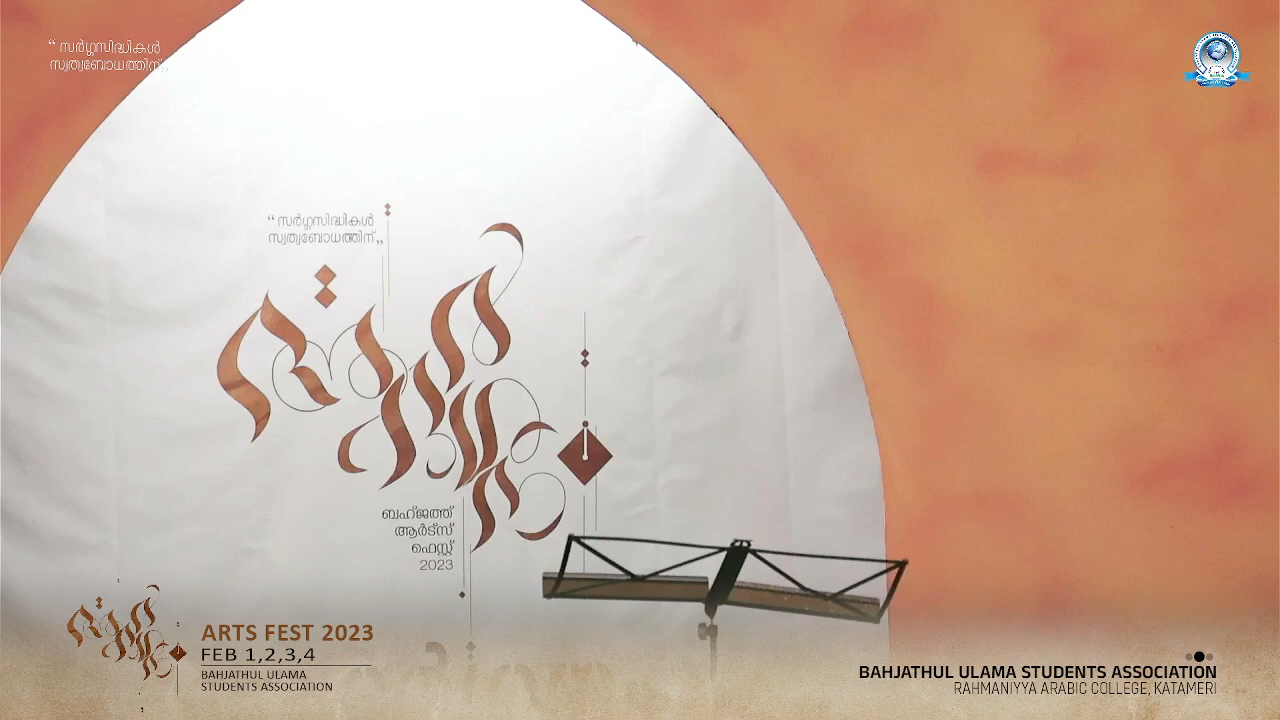 “ സർഗ്ഗസിദ്ധികൾ
സ്വത്വബോധത്തിന് „
“ സർഗ്ഗസിദ്ധികൾ
സ്വത്വബോധത്തിന് „
ബഹ്ജത്ത്
ആർട്സ്
ഫെസ്റ്റ്
2023
ARTS FEST 2023
FEB 1,2,3,4
BAHJATHUL ULAMA
STUDENTS ASSOCIATION
BAHJATHUL ULAMA STUDENTS ASSOCIATION
RAHMANIYYA ARABIC COLLEGE, KATAMERI